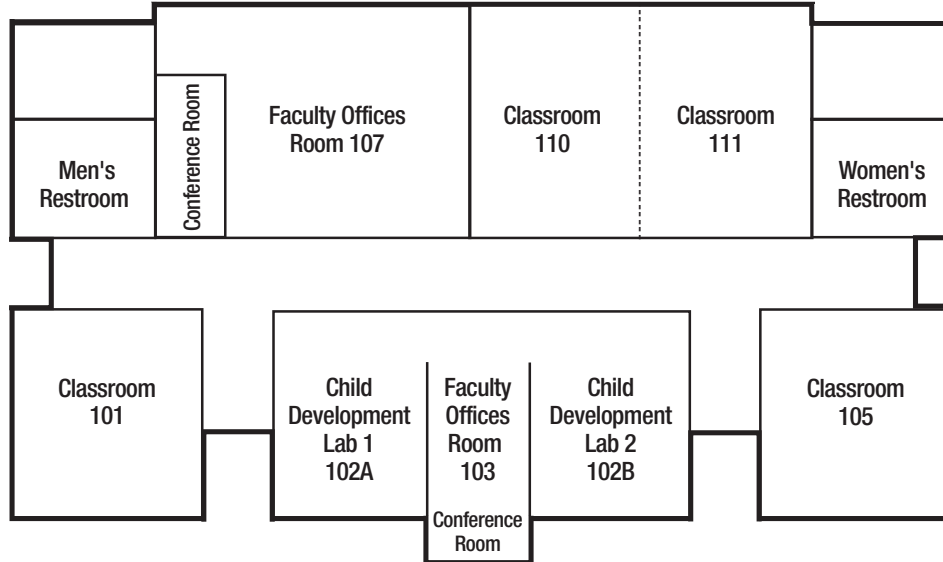 Conference Room
Faculty Offices
Room 107
Classroom
110
Classroom
111
Men's
Restroom
Women's
Restroom
Classroom
101
Child
Development
Lab 1
102A
Faculty
Offices
Room
103
Conference
Room
Child
Development
Lab 2
102B
Classroom
105